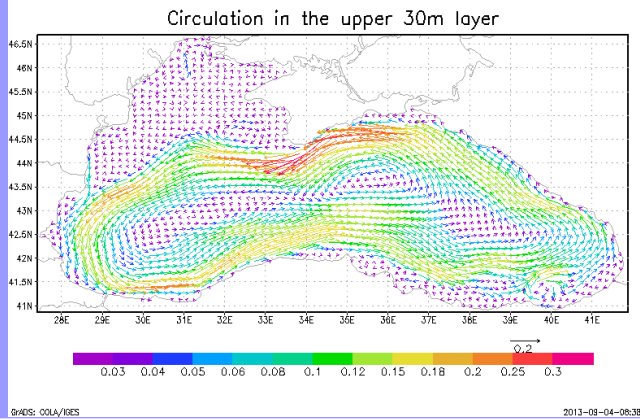 Circulation in the upper 30m layer
46.5N
46N
45.5N
45N
44.5N
44N
43.5N
43N
42.5N
42N
41.5N
41N
28E 29E 30E 31E 32E 33E 34E 35E 36E 37E 38E 39E 40E 41E
0.2
0.03 0.04 0.05 0.06 0.08 0.1 0.12 0.15 0.18 0.2 0.25 0.3
GrADS: COLA/IGES 2013-09-04-08:38